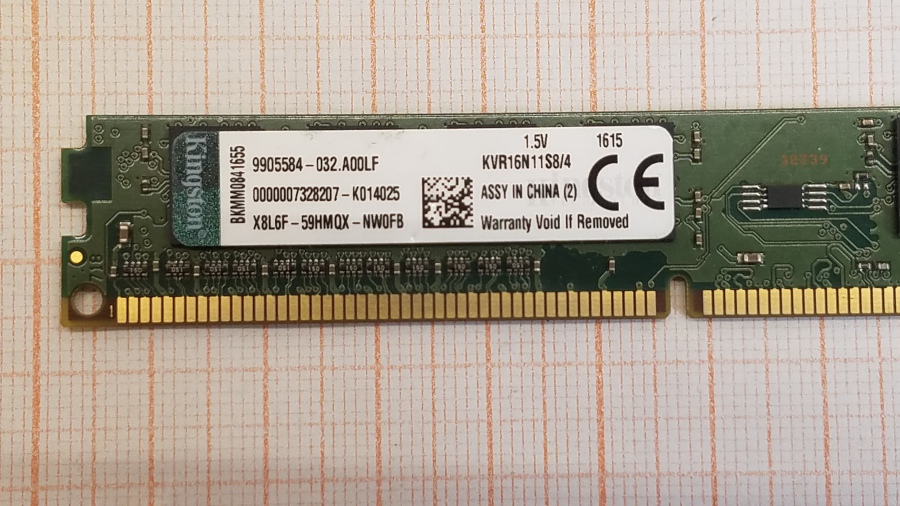 Kingston
BKMM0841655
9905584-032.A00LF
0000007328207-K014025
X8L6F-59HMQX-NW0FB
1.5V 1615
KVR16N11S8/4
ASSY IN CHINA (2)
Warranty Void If Removed
CE